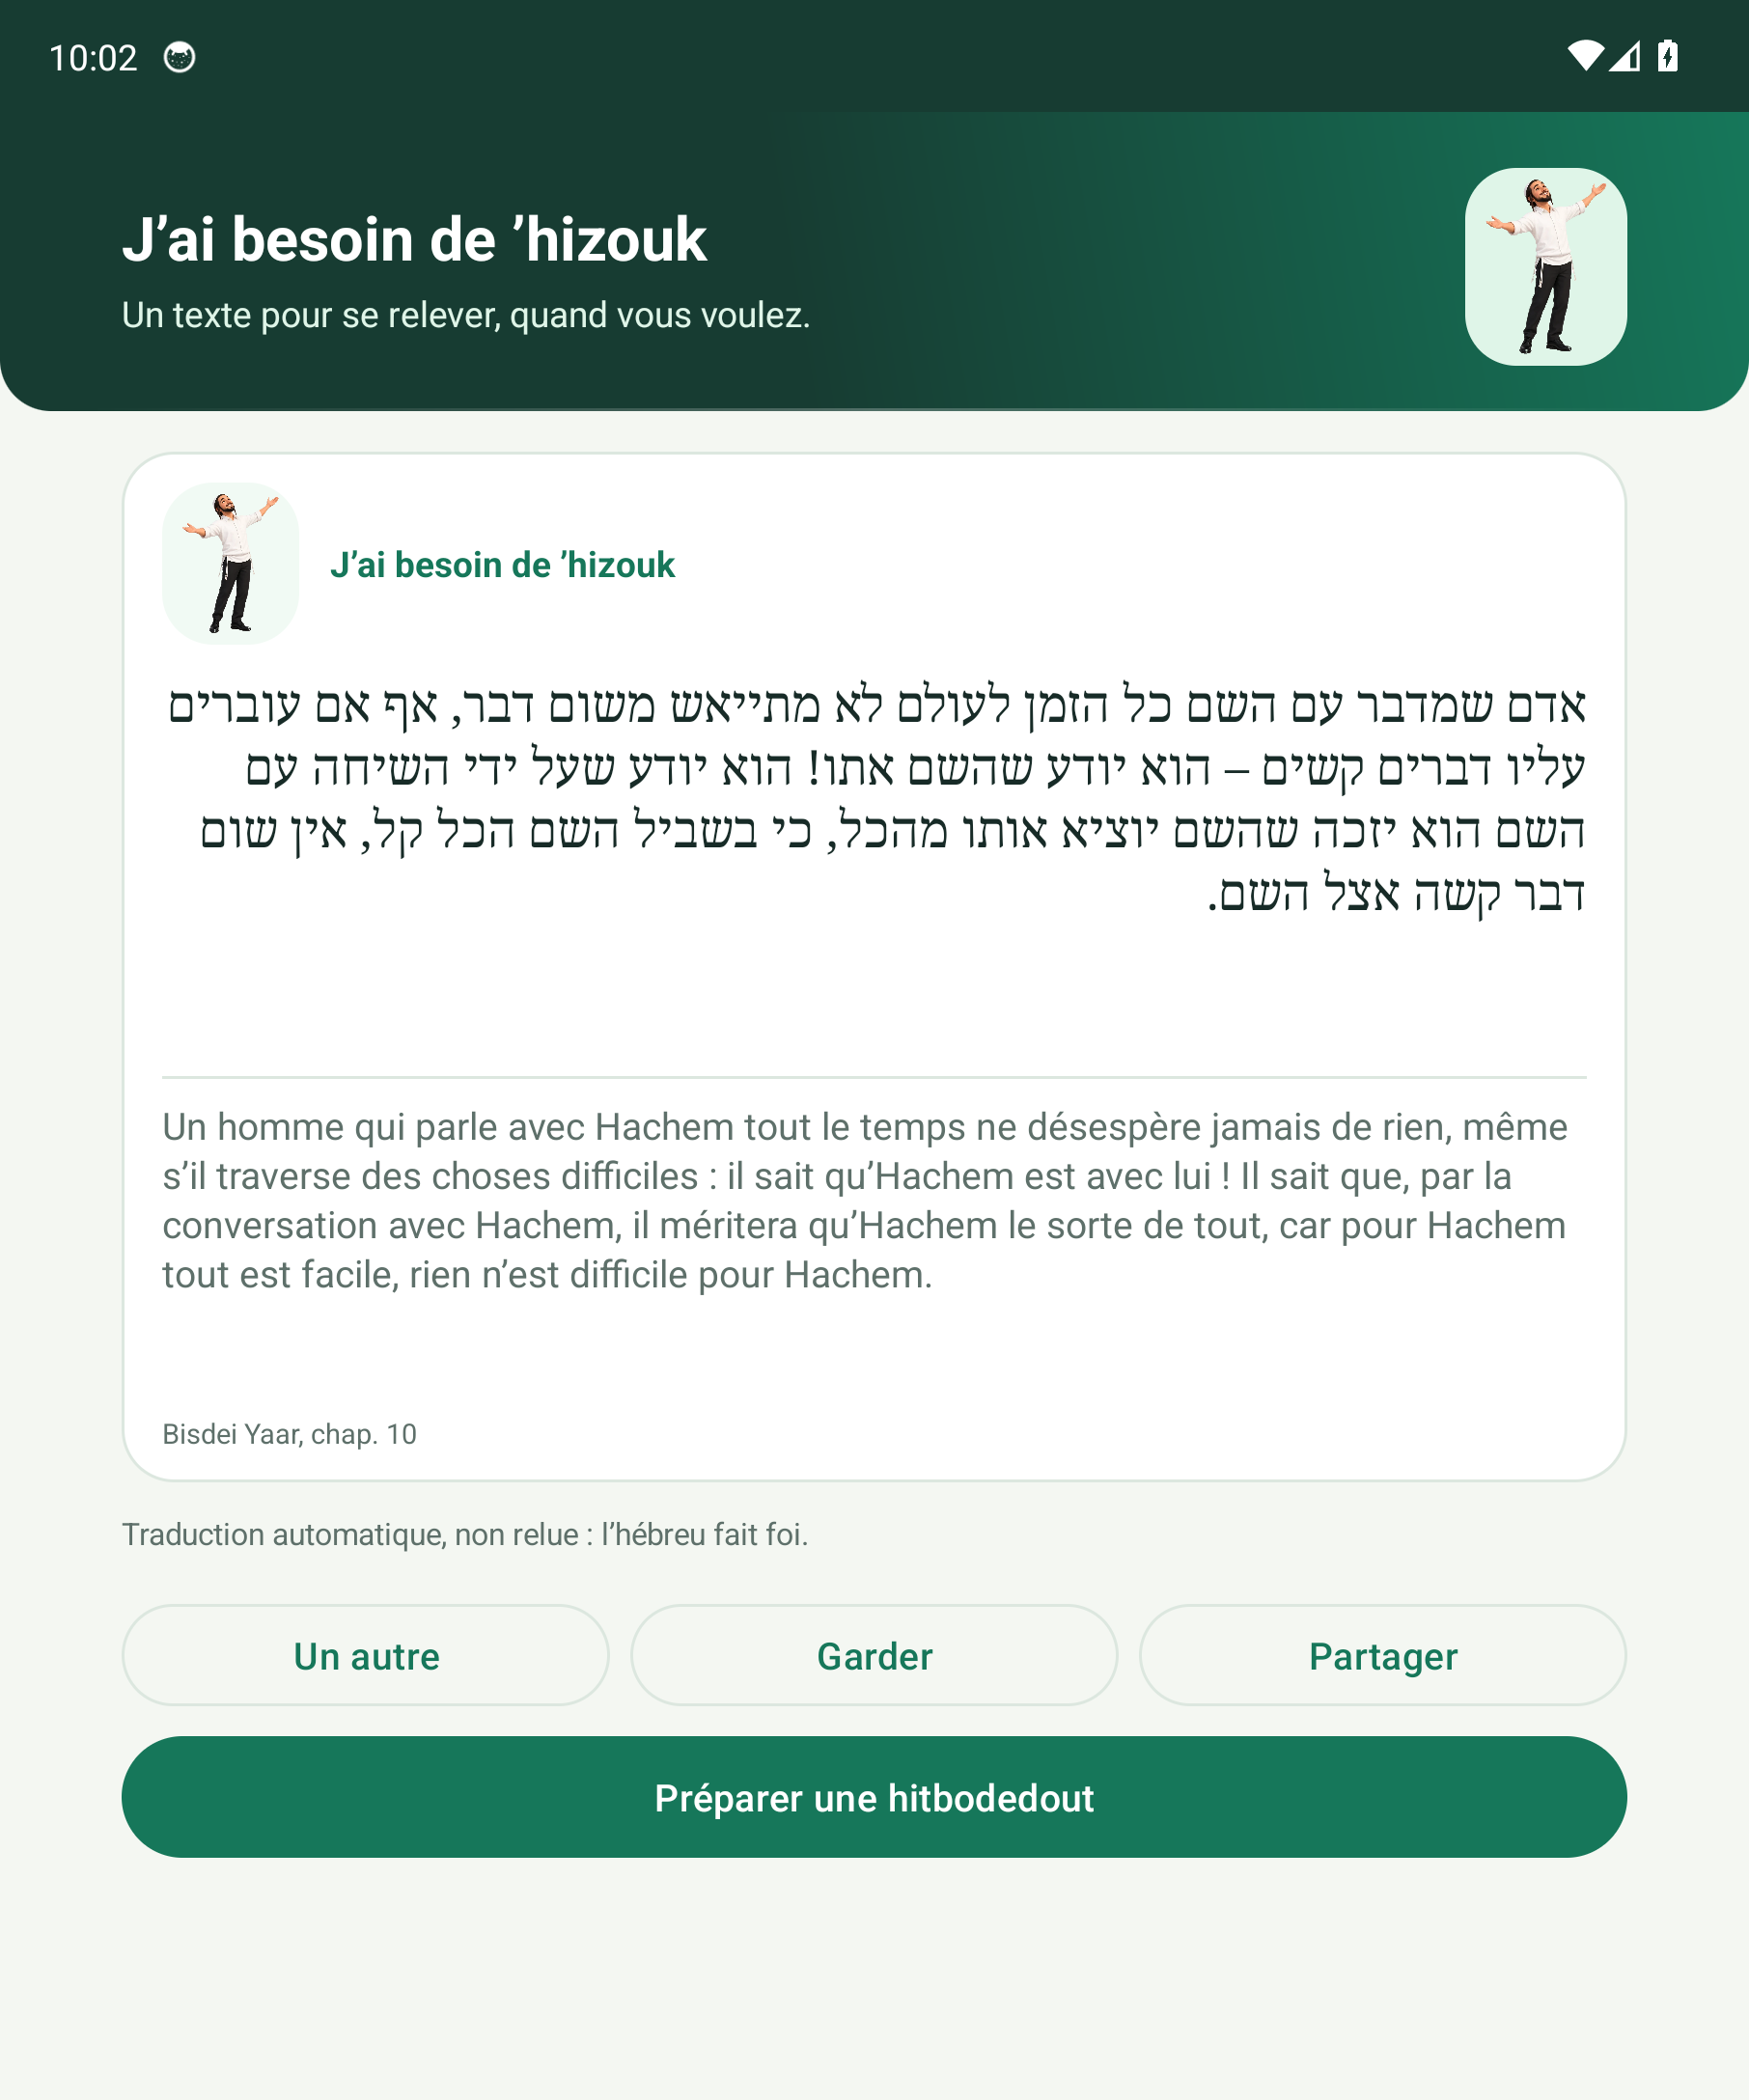 10:02
J’ai besoin de ’hizouk
Un texte pour se relever, quand vous voulez.
J’ai besoin de ’hizouk
אדם שמדבר עם השם כל הזמן לעולם לא מתייאש משום דבר, אף אם עוברים
עליו דברים קשים – הוא יודע שהשם אתו! הוא יודע שעל ידי השיחה עם
השם הוא יזכה שהשם יוציא אותו מהכל, כי בשביל השם הכל קל, אין שום
דבר קשה אצל השם.
Un homme qui parle avec Hachem tout le temps ne désespère jamais de rien, même
s’il traverse des choses difficiles : il sait qu’Hachem est avec lui ! Il sait que, par la
conversation avec Hachem, il méritera qu’Hachem le sorte de tout, car pour Hachem
tout est facile, rien n’est difficile pour Hachem.
Bisdei Yaar, chap. 10
Traduction automatique, non relue : l’hébreu fait foi.
Un autre
Garder
Partager
Préparer une hitbodedout